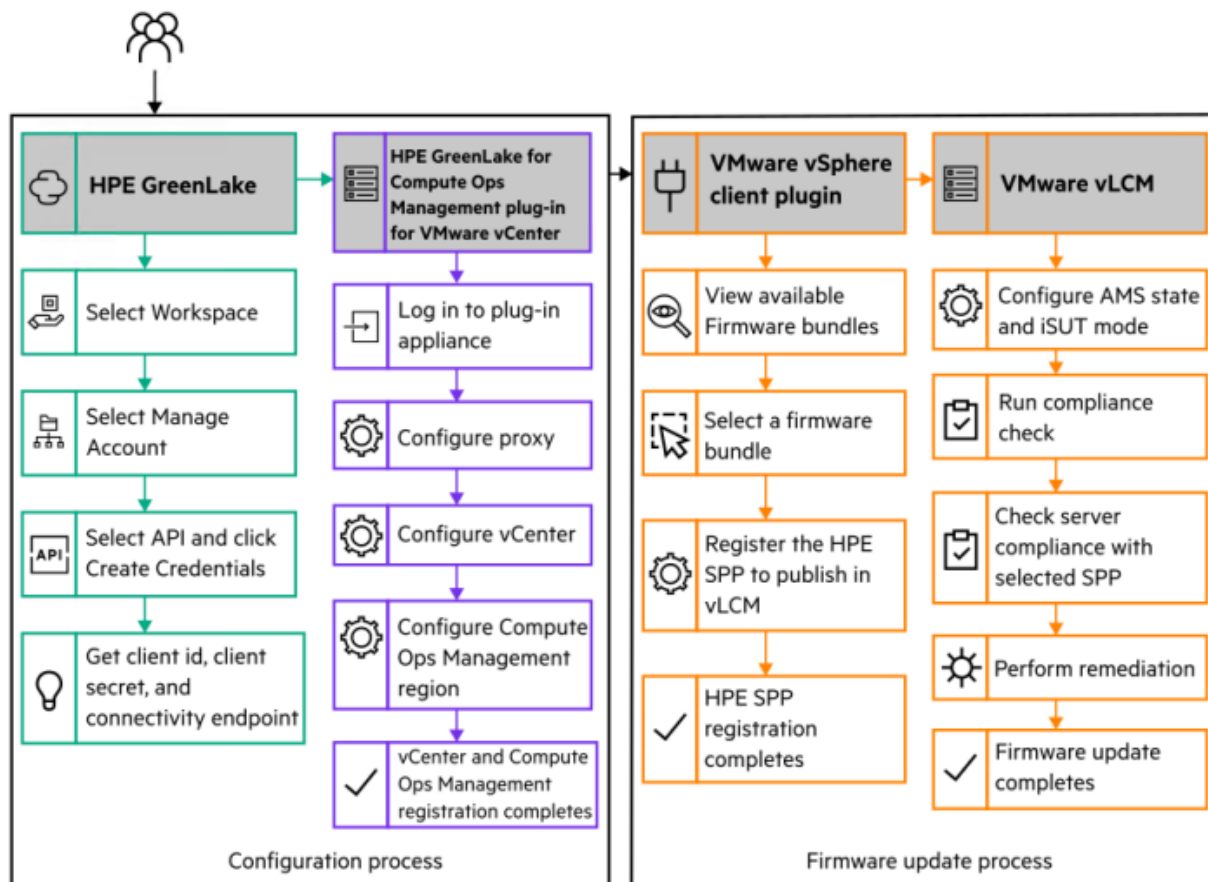 HPE GreenLake
Select Workspace
Select Manage
Account
API
Select API and click
Create Credentials
Get client id, client
secret, and
connectivity endpoint
HPE GreenLake for
Compute Ops
Management plug-in
for VMware vCenter
Log in to plug-in
appliance
Configure proxy
Configure vCenter
Configure Compute
Ops Management
region
vCenter and Compute
Ops Management
registration completes
Configuration process
VMware vSphere
client plugin
View available
Firmware bundles
Select a firmware
bundle
Register the HPE
SPP to publish in
vLCM
HPE SPP
registration
completes
VMware vLCM
Configure AMS state
and iSUT mode
Run compliance
check
Check server
compliance with
selected SPP
Perform remediation
Firmware update
completes
Firmware update process